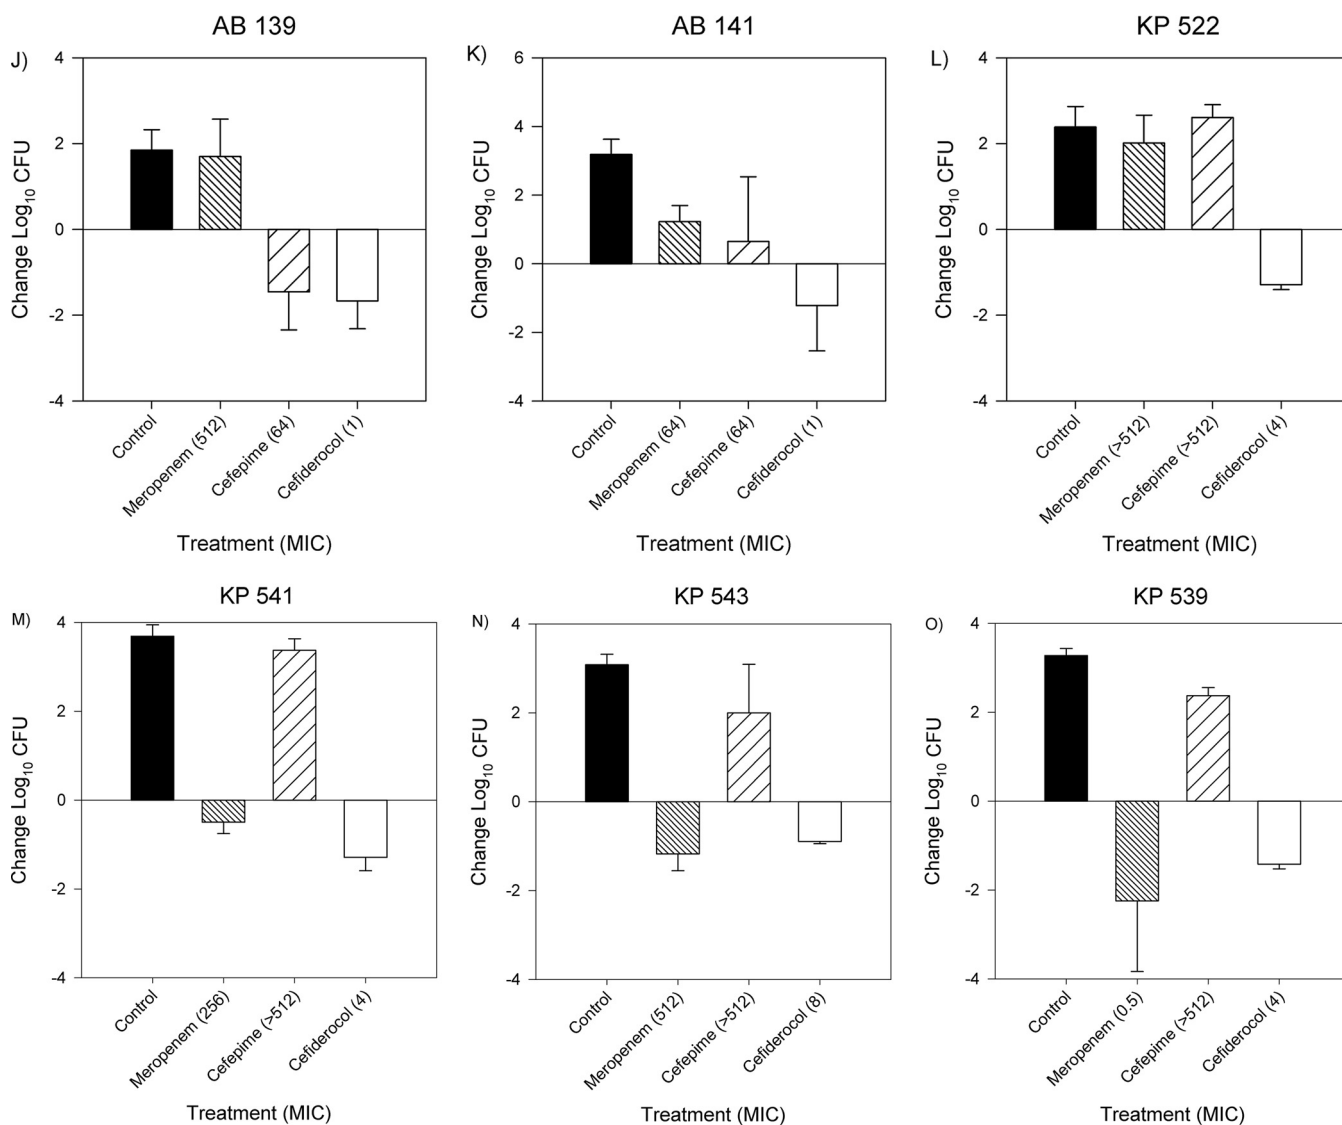 AB 139
J)
Change Log10 CFU
4
2
0
-2
-4
Control
Meropenem (512)
Cefepime (64)
Cefiderocol (1)
Treatment (MIC)
AB 141
K)
Change Log10 CFU
6
4
2
0
-2
-4
Control
Meropenem (64)
Cefepime (64)
Cefiderocol (1)
Treatment (MIC)
KP 522
L)
Change Log10 CFU
4
2
0
-2
-4
Control
Meropenem (>512)
Cefepime (>512)
Cefiderocol (4)
Treatment (MIC)
KP 541
M)
Change Log10 CFU
4
2
0
-2
-4
Control
Meropenem (256)
Cefepime (>512)
Cefiderocol (4)
Treatment (MIC)
KP 543
N)
Change Log10 CFU
4
2
0
-2
-4
Control
Meropenem (512)
Cefepime (>512)
Cefiderocol (8)
Treatment (MIC)
KP 539
O)
Change Log10 CFU
4
2
0
-2
-4
Control
Meropenem (0.5)
Cefepime (>512)
Cefiderocol (4)
Treatment (MIC)